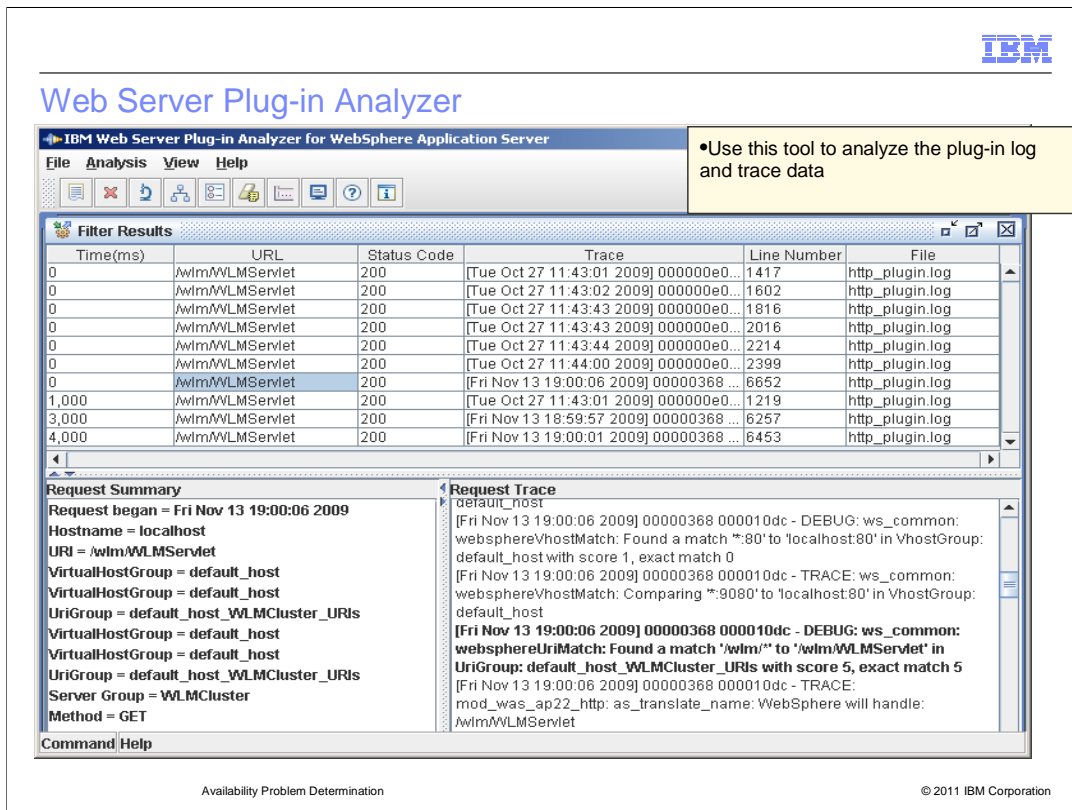 IBM
Web Server Plug-in Analyzer
IBM Web Server Plug-in Analyzer for WebSphere Application Server
•Use this tool to analyze the plug-in log
and trace data
File Analysis View Help
Filter Results
Time(ms) URL Status Code Trace Line Number File
0 /wlm/WLMServlet 200 [Tue Oct 27 11:43:01 2009] 000000e0... 1417 http_plugin.log
0 /wlm/WLMServlet 200 [Tue Oct 27 11:43:02 2009] 000000e0... 1602 http_plugin.log
0 /wlm/WLMServlet 200 [Tue Oct 27 11:43:43 2009] 000000e0... 1816 http_plugin.log
0 /wlm/WLMServlet 200 [Tue Oct 27 11:43:43 2009] 000000e0... 2016 http_plugin.log
0 /wlm/WLMServlet 200 [Tue Oct 27 11:43:44 2009] 000000e0... 2214 http_plugin.log
0 /wlm/WLMServlet 200 [Tue Oct 27 11:44:00 2009] 000000e0... 2399 http_plugin.log
0 /wlm/WLMServlet 200 [Fri Nov 13 19:00:06 2009] 00000368 ... 6652 http_plugin.log
1,000 /wlm/WLMServlet 200 [Tue Oct 27 11:43:01 2009] 000000e0... 1219 http_plugin.log
3,000 /wlm/WLMServlet 200 [Fri Nov 13 18:59:57 2009] 00000368 ... 6257 http_plugin.log
4,000 /wlm/WLMServlet 200 [Fri Nov 13 19:00:01 2009] 00000368 ... 6453 http_plugin.log
Request Summary
Request began = Fri Nov 13 19:00:06 2009
Hostname = localhost
URI = /wlm/WLMServlet
VirtualHostGroup = default_host
VirtualHostGroup = default_host
UriGroup = default_host_WLMCluster_URIs
VirtualHostGroup = default_host
VirtualHostGroup = default_host
UriGroup = default_host_WLMCluster_URIs
Server Group = WLMCluster
Method = GET
Request Trace
default_host
[Fri Nov 13 19:00:06 2009] 00000368 000010dc - DEBUG: ws_common:
websphereVhostMatch: Found a match '*:80' to 'localhost:80' in VhostGroup:
default_host with score 1, exact match 0
[Fri Nov 13 19:00:06 2009] 00000368 000010dc - TRACE: ws_common:
websphereVhostMatch: Comparing '*:9080' to 'localhost:80' in VhostGroup:
default_host
[Fri Nov 13 19:00:06 2009] 00000368 000010dc - DEBUG: ws_common:
websphereUriMatch: Found a match '/wlm/*' to '/wlm/WLMServlet' in
UriGroup: default_host_WLMCluster_URIs with score 5, exact match 5
[Fri Nov 13 19:00:06 2009] 00000368 000010dc - TRACE:
mod_was_ap22_http: as_translate_name: WebSphere will handle:
/wlm/WLMServlet
Command Help
Availability Problem Determination
© 2011 IBM Corporation